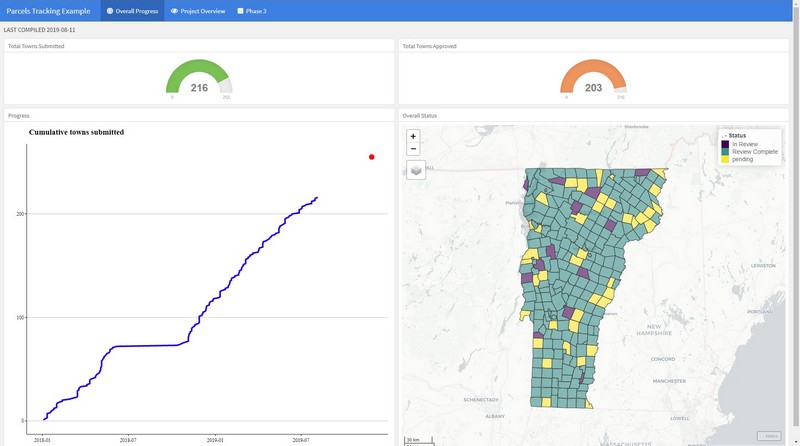 Parcels Tracking Example
Overall Progress
Project Overview
Phase 3
LAST COMPILED 2019-08-11
Total Towns Submitted
216
0
Total Towns Approved
203
0
216
Progress
Cumulative towns submitted
200
100
0
2018-01
2018-07
2019-01
2019-07
Overall Status
+
−
Status
In Review
Review Complete
pending
Sherbrooke
LEWISTON
PORTLAND
NEW
HAMPSHIRE
CONCORD
MANCHESTER
SCHENECTADY
ALBANY
LOWELL
MASSACHUSETTS
30 km